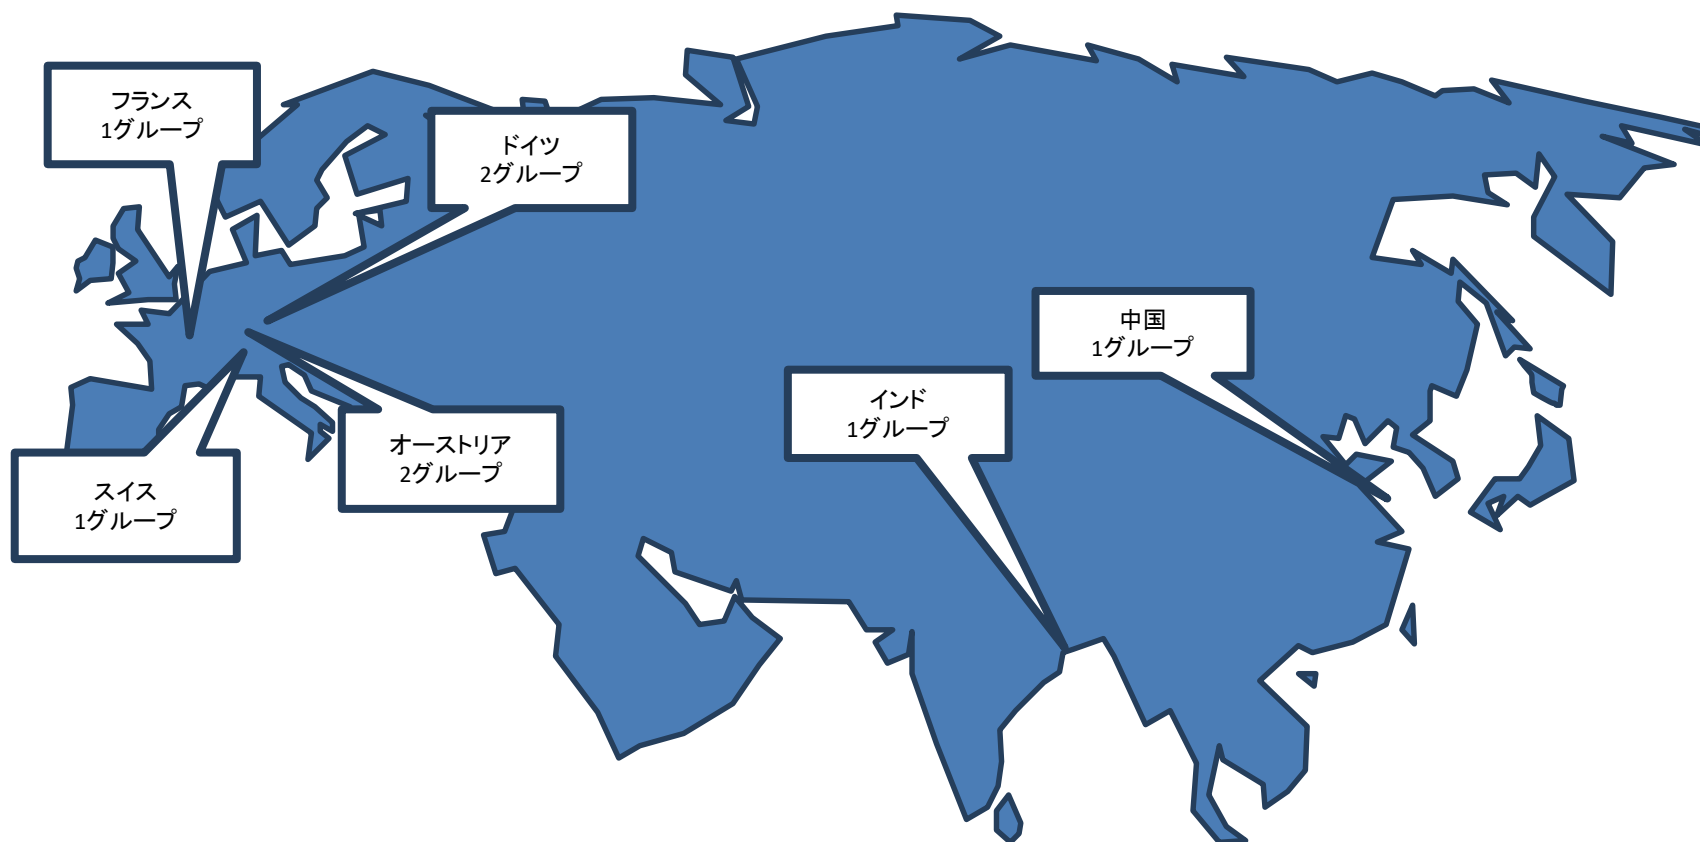 フランス
1グループ
ドイツ
2グループ
中国
1グループ
インド
1グループ
オーストリア
2グループ
スイス
1グループ